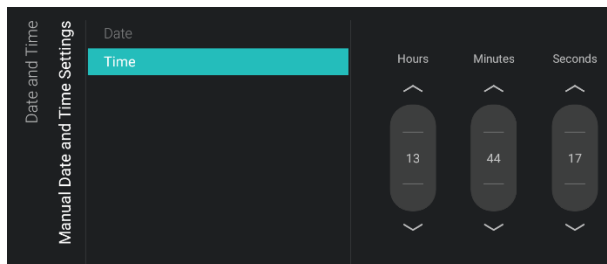 Date and Time
Manual Date and Time Settings
Date
Time
Hours Minutes Seconds
13 44 17